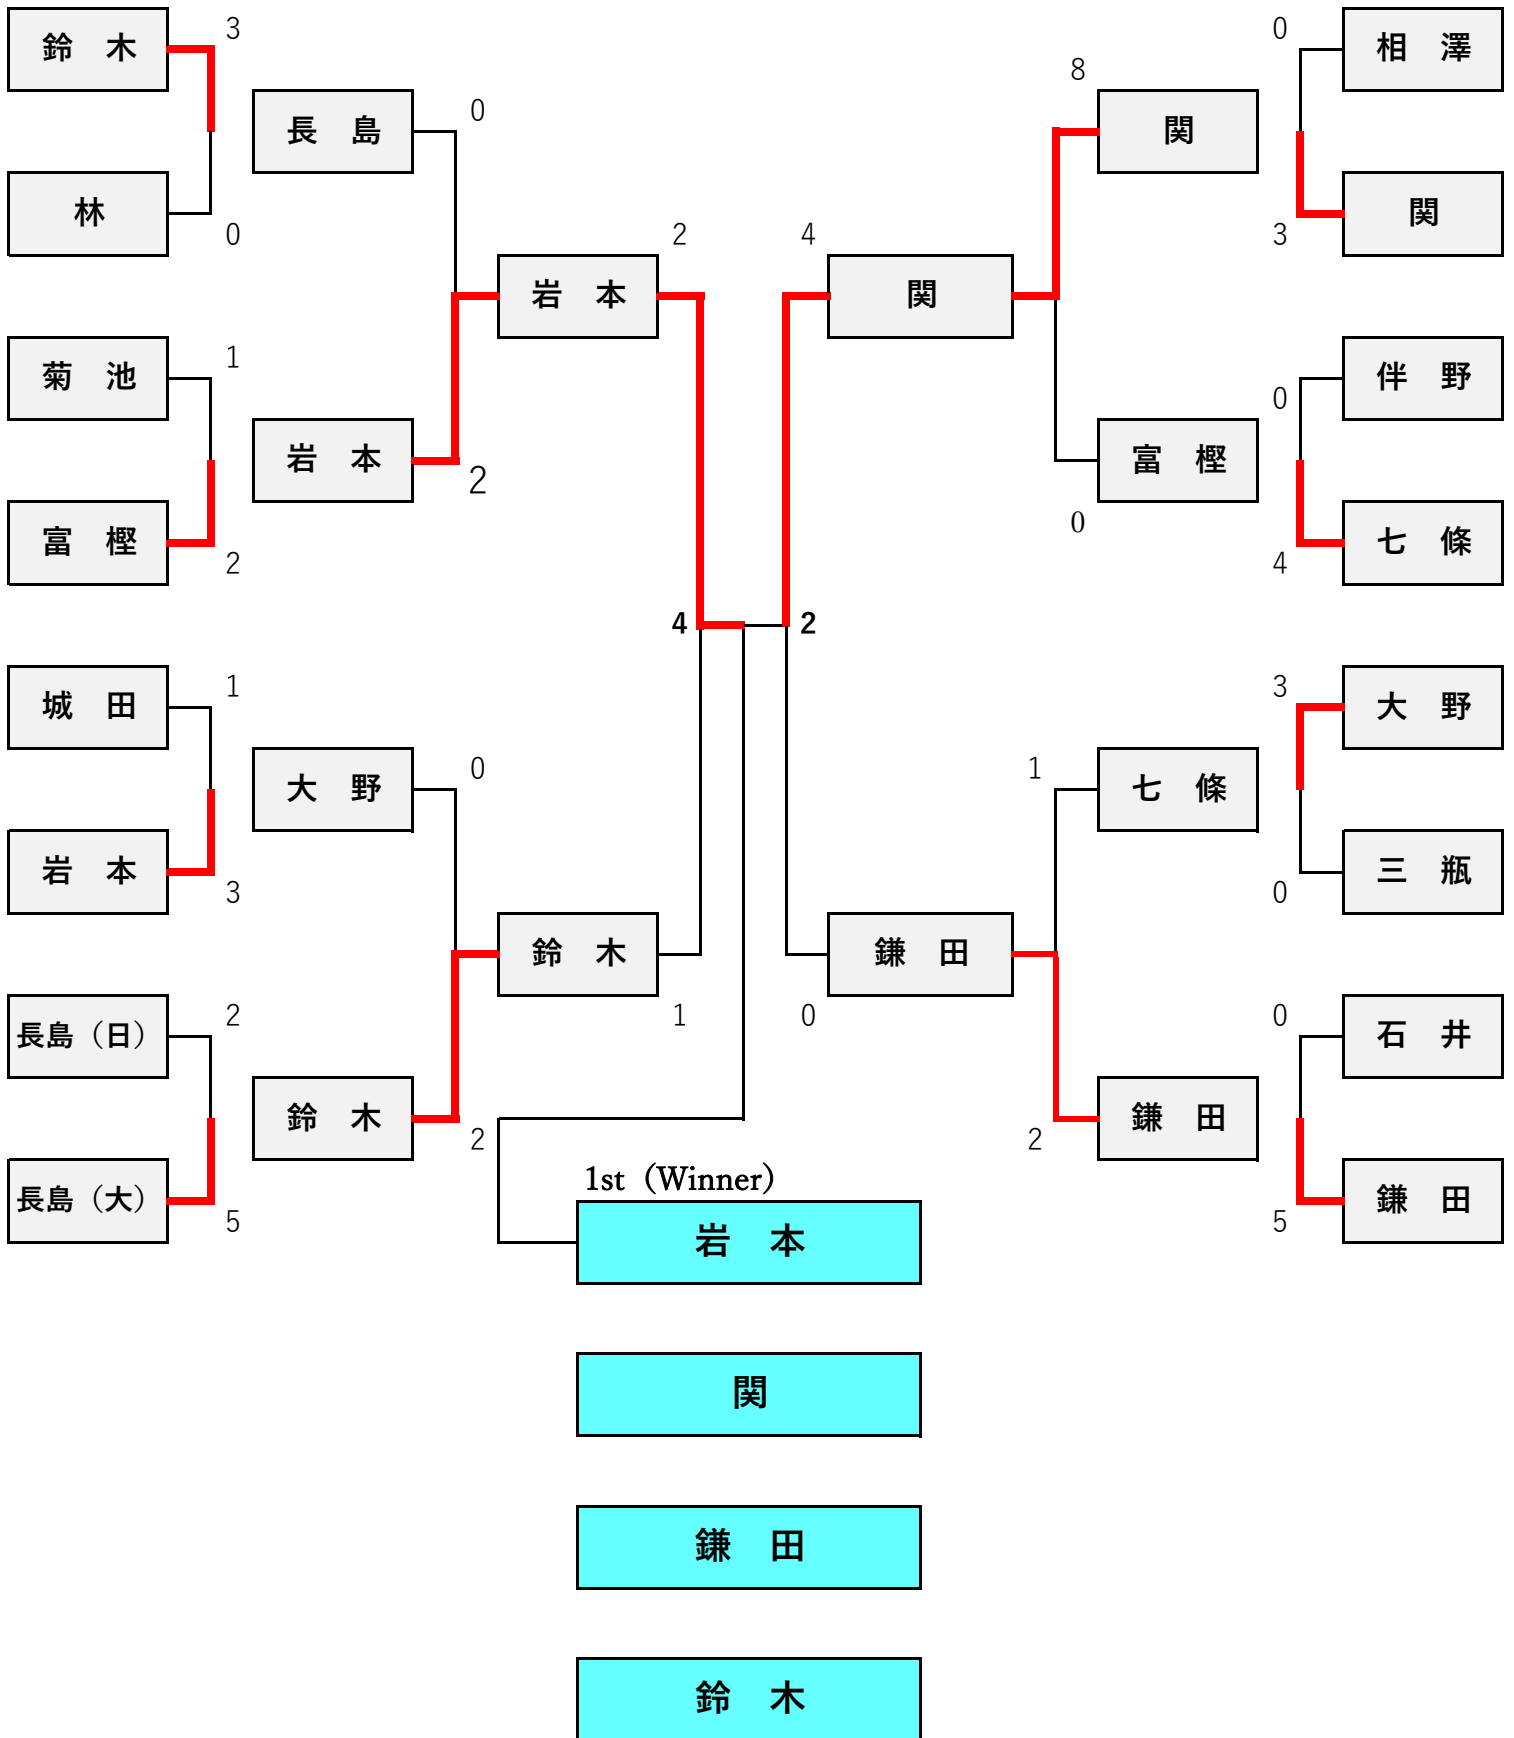 鈴　木
3
林
0
菊　池
1
富　樫
2
城　田
1
岩　本
3
長島（日）
2
長島（大）
5
長　島
0
岩　本
2
大　野
0
鈴　木
2
岩　本
2
鈴　木
1
4
2
4
関
0
鎌　田
8
関
0
富　樫
1
七　條
2
鎌　田
0
相　澤
3
関
0
伴　野
4
七　條
3
大　野
0
三　瓶
0
石　井
5
鎌　田
1st（Winner）
岩　本
関
鎌　田
鈴　木